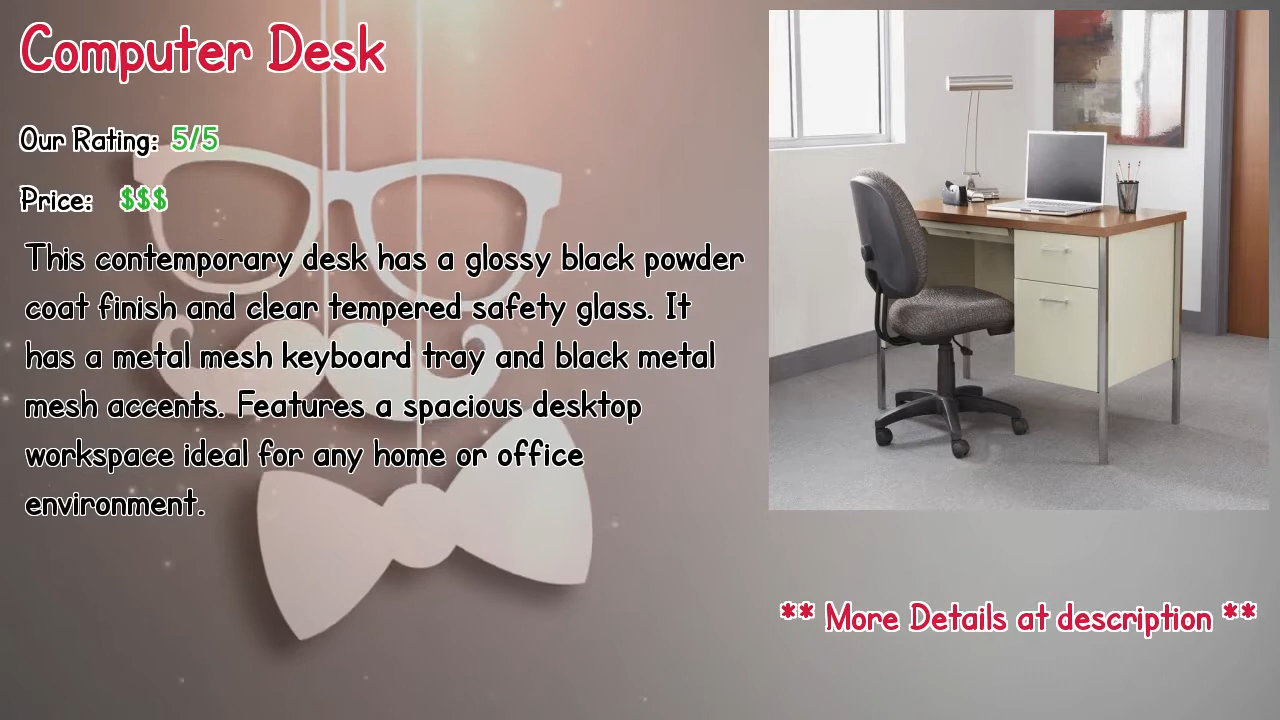 Computer Desk
Our Rating: 5/5
Price: $$$
This contemporary desk has a glossy black powder
coat finish and clear tempered safety glass. It
has a metal mesh keyboard tray and black metal
mesh accents. Features a spacious desktop
workspace ideal for any home or office
environment.
** More Details at description **